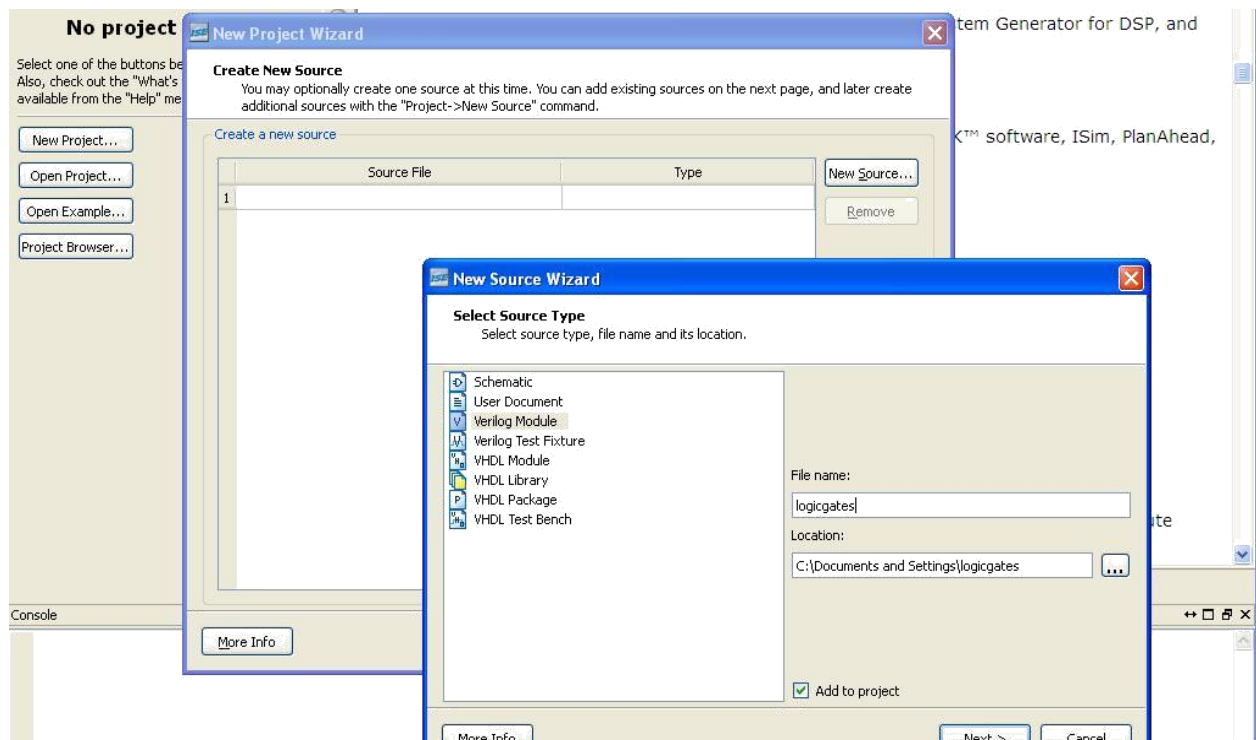 No project
Select one of the buttons be
Also, check out the "What's
available from the "Help" me
New Project...
Open Project...
Open Example...
Project Browser...
tem Generator for DSP, and
K™ software, ISim, PlanAhead,
ute
ISE New Project Wizard
Create New Source
You may optionally create one source at this time. You can add existing sources on the next page, and later create
additional sources with the "Project->New Source" command.
Create a new source
Source File Type
1
New Source...
Remove
More Info
ISE New Source Wizard
Select Source Type
Select source type, file name and its location.
Schematic
User Document
Verilog Module
Verilog Test Fixture
VHDL Module
VHDL Library
VHDL Package
VHDL Test Bench
File name:
logicgates
Location:
C:\Documents and Settings\logicgates
...
Add to project
More Info
Next > Cancel
Console